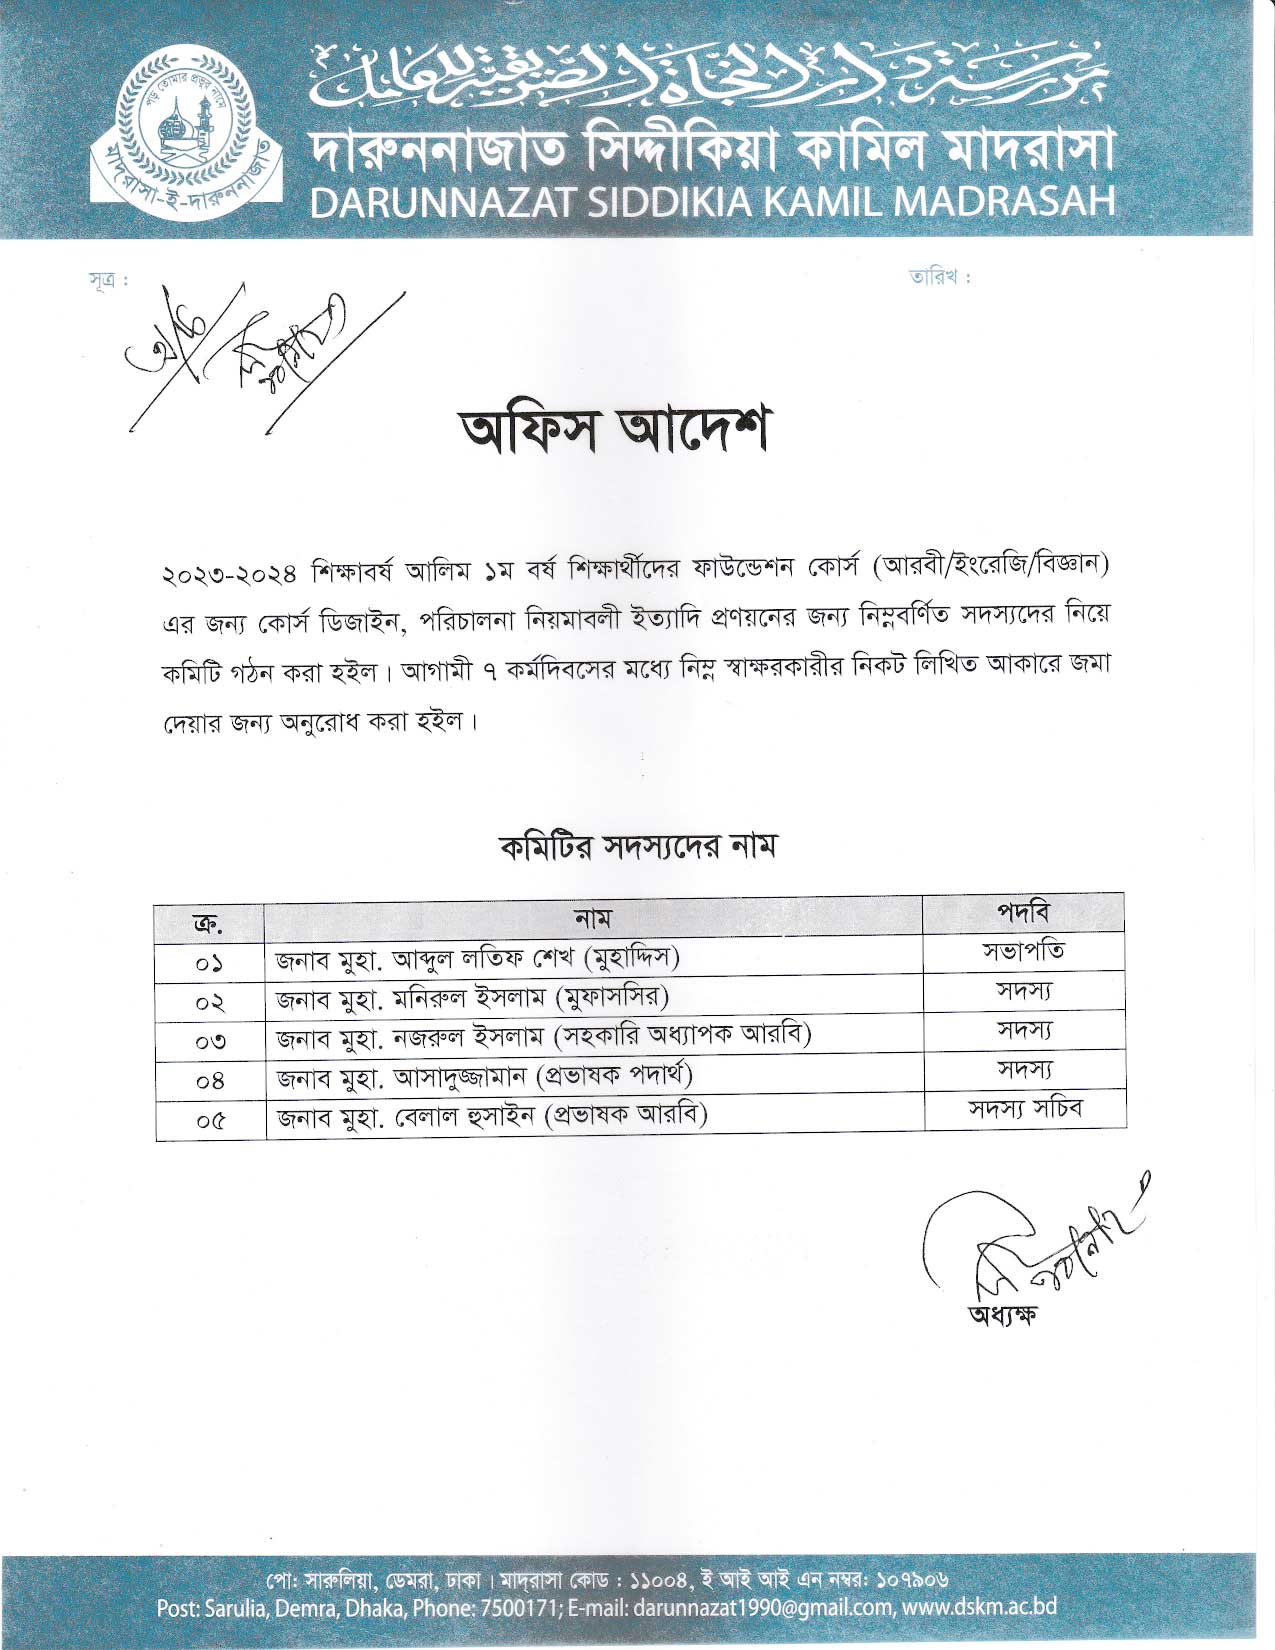 পড় তোমার প্রভুর নামে
মাদরাসা-ই-দারুননাজাত
دارالنجاة الصديقية الكامل
দারুননাজাত সিদ্দীকিয়া কামিল মাদরাসা
DARUNNAZAT SIDDIKIA KAMIL MADRASAH
সূত্র :
তারিখ :
অফিস আদেশ
২০২৩-২০২৪ শিক্ষাবর্ষ আলিম ১ম বর্ষ শিক্ষার্থীদের ফাউন্ডেশন কোর্স (আরবী/ইংরেজি/বিজ্ঞান)
এর জন্য কোর্স ডিজাইন, পরিচালনা নিয়মাবলী ইত্যাদি প্রণয়নের জন্য নিম্নবর্ণিত সদস্যদের নিয়ে
কমিটি গঠন করা হইল। আগামী ৭ কর্মদিবসের মধ্যে নিম্ন স্বাক্ষরকারীর নিকট লিখিত আকারে জমা
দেয়ার জন্য অনুরোধ করা হইল।
কমিটির সদস্যদের নাম
ক্র. নাম পদবি
০১ জনাব মুহা. আব্দুল লতিফ শেখ (মুহাদ্দিস) সভাপতি
০২ জনাব মুহা. মনিরুল ইসলাম (মুফাসসির) সদস্য
০৩ জনাব মুহা. নজরুল ইসলাম (সহকারি অধ্যাপক আরবি) সদস্য
০৪ জনাব মুহা. আসাদুজ্জামান (প্রভাষক পদার্থ) সদস্য
০৫ জনাব মুহা. বেলাল হুসাইন (প্রভাষক আরবি) সদস্য সচিব
অধ্যক্ষ
পো: সারুলিয়া, ডেমরা, ঢাকা। মাদ্‌রাসা কোড : ১১০০৪, ই আই আই এন নম্বর: ১০৭৯০৬
Post: Sarulia, Demra, Dhaka, Phone: 7500171; E-mail: darunnazat1990@gmail.com, www.dskm.ac.bd